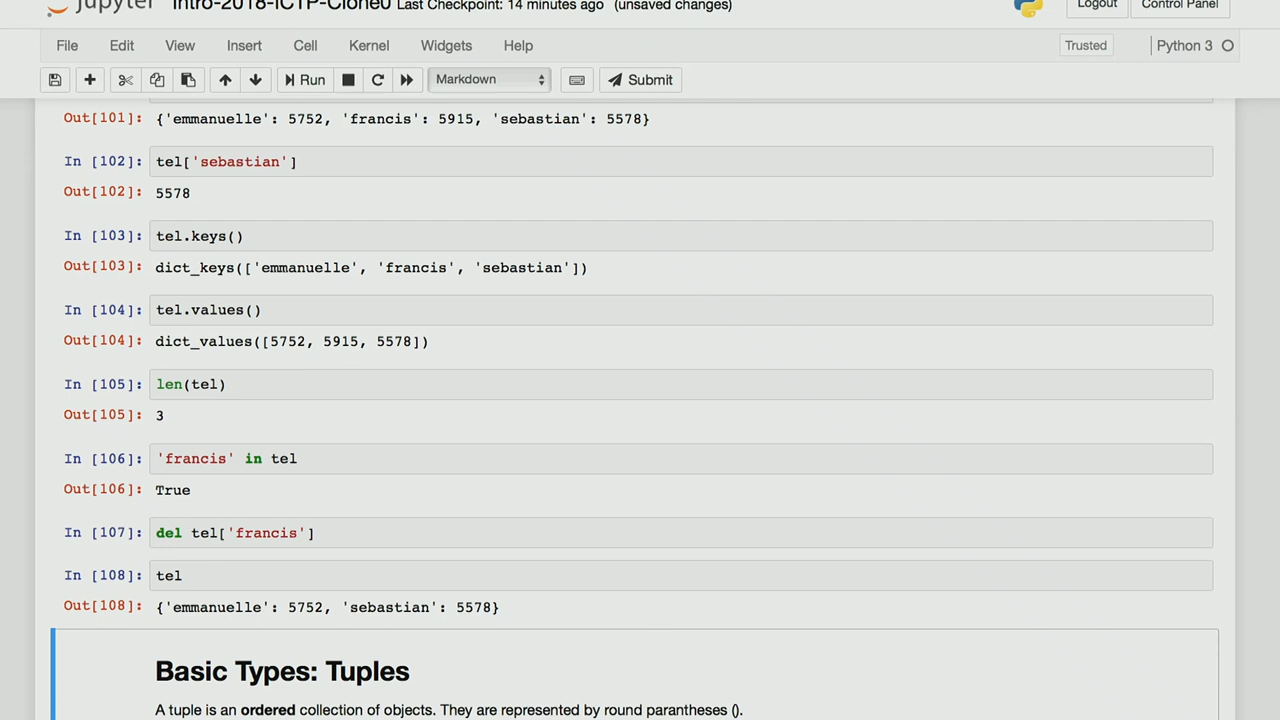 jupyter Intro-2018-ICTP-Clone0 Last Checkpoint: 14 minutes ago (unsaved changes) Logout Control Panel
File Edit View Insert Cell Kernel Widgets Help Trusted Python 3
Run Markdown Submit
Out[101]: {'emmanuelle': 5752, 'francis': 5915, 'sebastian': 5578}
In [102]: tel['sebastian']
Out[102]: 5578
In [103]: tel.keys()
Out[103]: dict_keys(['emmanuelle', 'francis', 'sebastian'])
In [104]: tel.values()
Out[104]: dict_values([5752, 5915, 5578])
In [105]: len(tel)
Out[105]: 3
In [106]: 'francis' in tel
Out[106]: True
In [107]: del tel['francis']
In [108]: tel
Out[108]: {'emmanuelle': 5752, 'sebastian': 5578}
Basic Types: Tuples
A tuple is an ordered collection of objects. They are represented by round parantheses ().